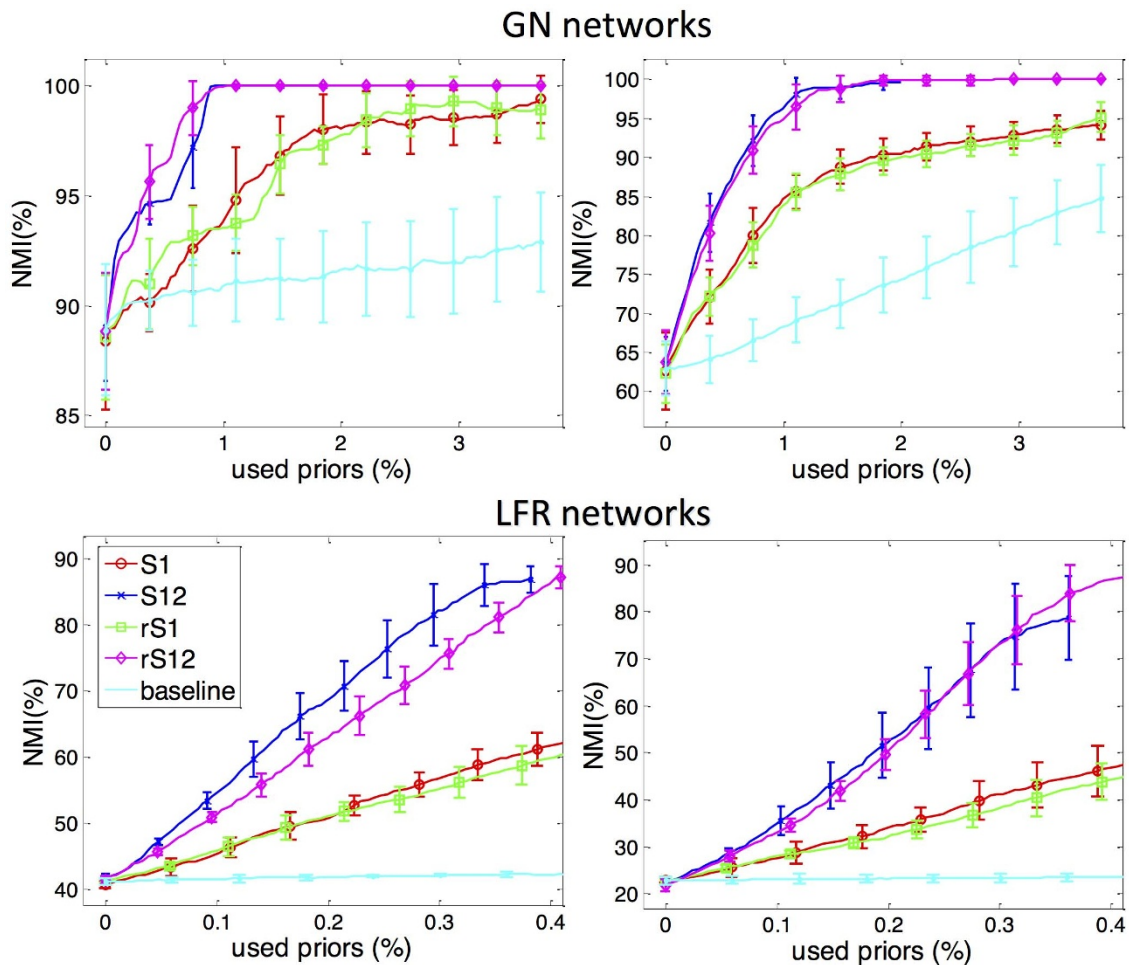 GN networks
NMI(%)
100
95
90
85
0 1 2 3
used priors (%)
NMI(%)
100
95
90
85
80
75
70
65
60
0 1 2 3
used priors (%)
LFR networks
NMI(%)
90
80
70
60
50
40
S1
S12
rS1
rS12
baseline
0 0.1 0.2 0.3 0.4
used priors (%)
NMI(%)
90
80
70
60
50
40
30
20
0 0.1 0.2 0.3 0.4
used priors (%)